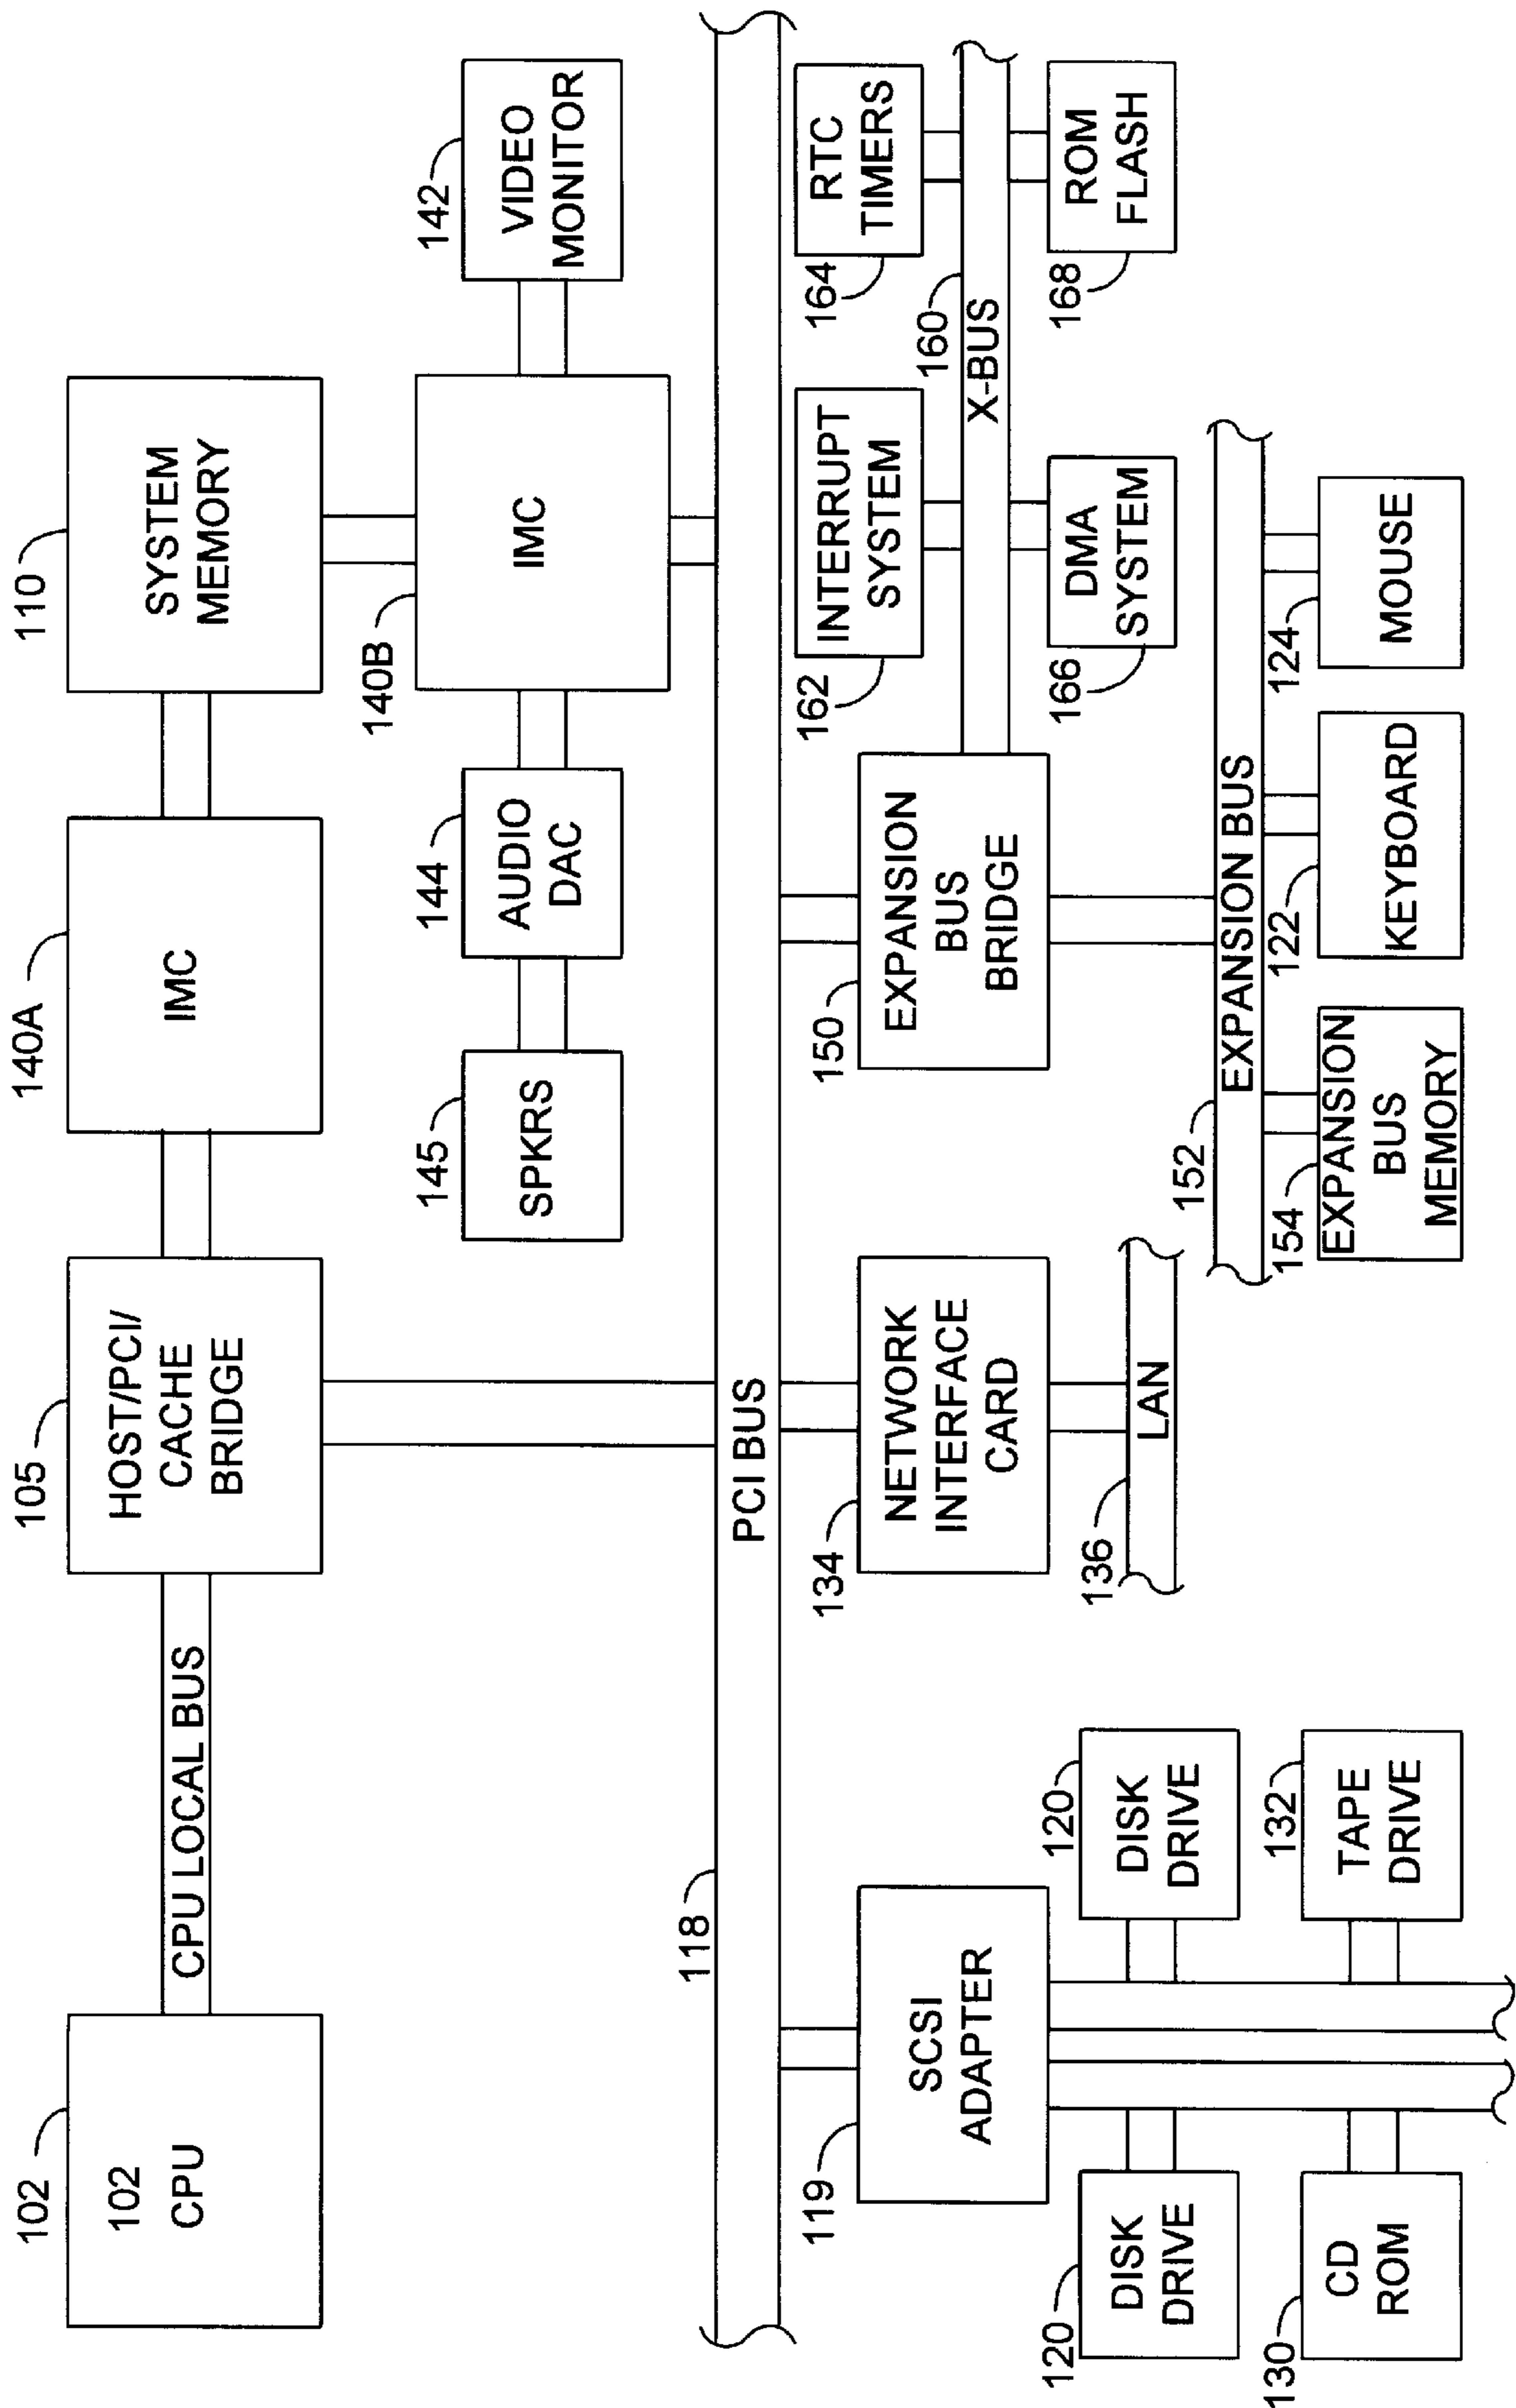 102
102
CPU
CPU LOCAL BUS
105
HOST/PCI/
CACHE
BRIDGE
140A
IMC
110
SYSTEM
MEMORY
145
SPKRS
144
AUDIO
DAC
140B
IMC
142
VIDEO
MONITOR
118
PCI BUS
119
SCSI
ADAPTER
120
DISK
DRIVE
120
DISK
DRIVE
130
CD
ROM
132
TAPE
DRIVE
134
NETWORK
INTERFACE
CARD
136
LAN
150
EXPANSION
BUS
BRIDGE
162
INTERRUPT
SYSTEM
164
RTC
TIMERS
160
X-BUS
166
DMA
SYSTEM
168
ROM
FLASH
152
EXPANSION BUS
154
EXPANSION
BUS
MEMORY
122
KEYBOARD
124
MOUSE